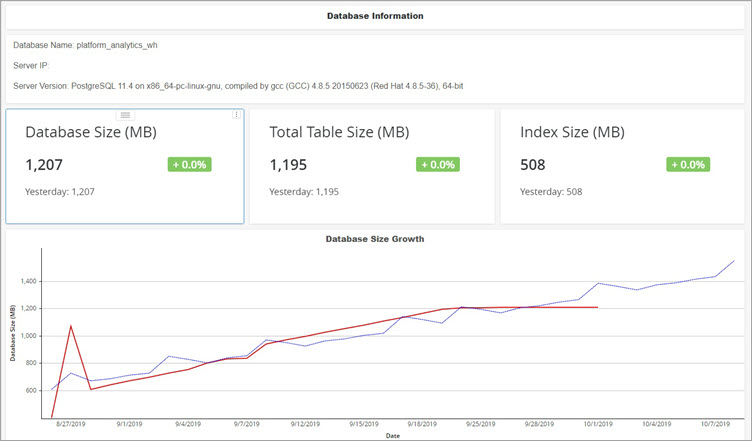 Database Information
Database Name: platform_analytics_wh
Server IP:
Server Version: PostgreSQL 11.4 on x86_64-pc-linux-gnu, compiled by gcc (GCC) 4.8.5 20150623 (Red Hat 4.8.5-36), 64-bit
Database Size (MB)
1,207
+ 0.0%
Yesterday: 1,207
Total Table Size (MB)
1,195
+ 0.0%
Yesterday: 1,195
Index Size (MB)
508
+ 0.0%
Yesterday: 508
Database Size Growth
Database Size (MB)
1,400
1,200
1,000
800
600
8/27/2019 9/1/2019 9/4/2019 9/7/2019 9/12/2019 9/15/2019 9/18/2019 9/25/2019 9/28/2019 10/1/2019 10/4/2019 10/7/2019
Date